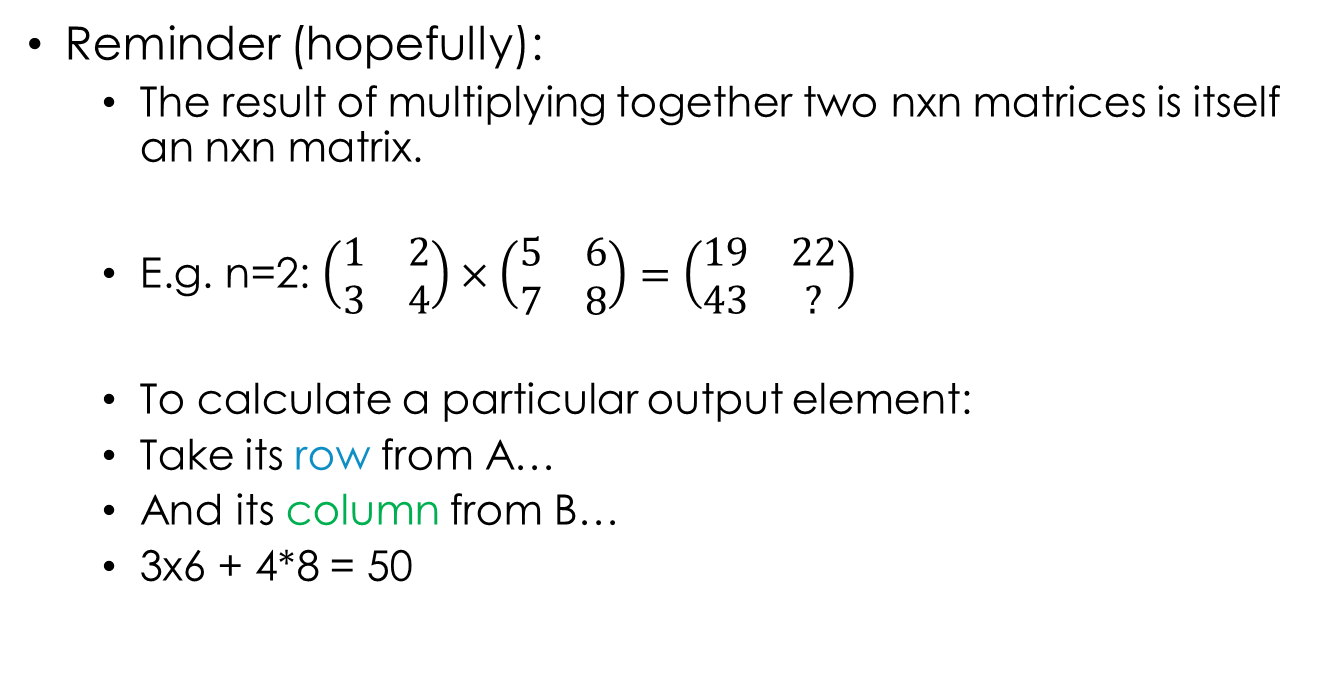 • Reminder (hopefully):
• The result of multiplying together two nxn matrices is itself
an nxn matrix.
• E.g. n=2: (1 2
3 4) × (5 6
7 8) = (19 22
43 ?)
• To calculate a particular output element:
• Take its row from A…
• And its column from B…
• 3x6 + 4*8 = 50